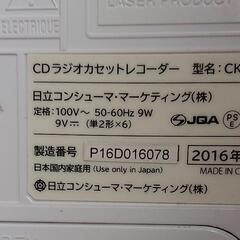 LASER PRODUCT
CDラジオカセットレコーダー 型名:CK
日立コンシューマ・マーケティング(株)
定格:100V～ 50-60Hz 9W
9V⎓(単2形×6)
JQA
PS
E
製造番号 P16D016078
2016年
日本国内家庭用(Use only in Japan)
MADE IN C
日立コンシューマ・マーケティング(株)